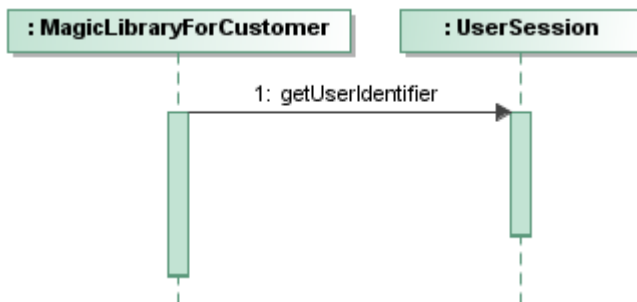 : MagicLibraryForCustomer
: UserSession
1: getUserIdentifier